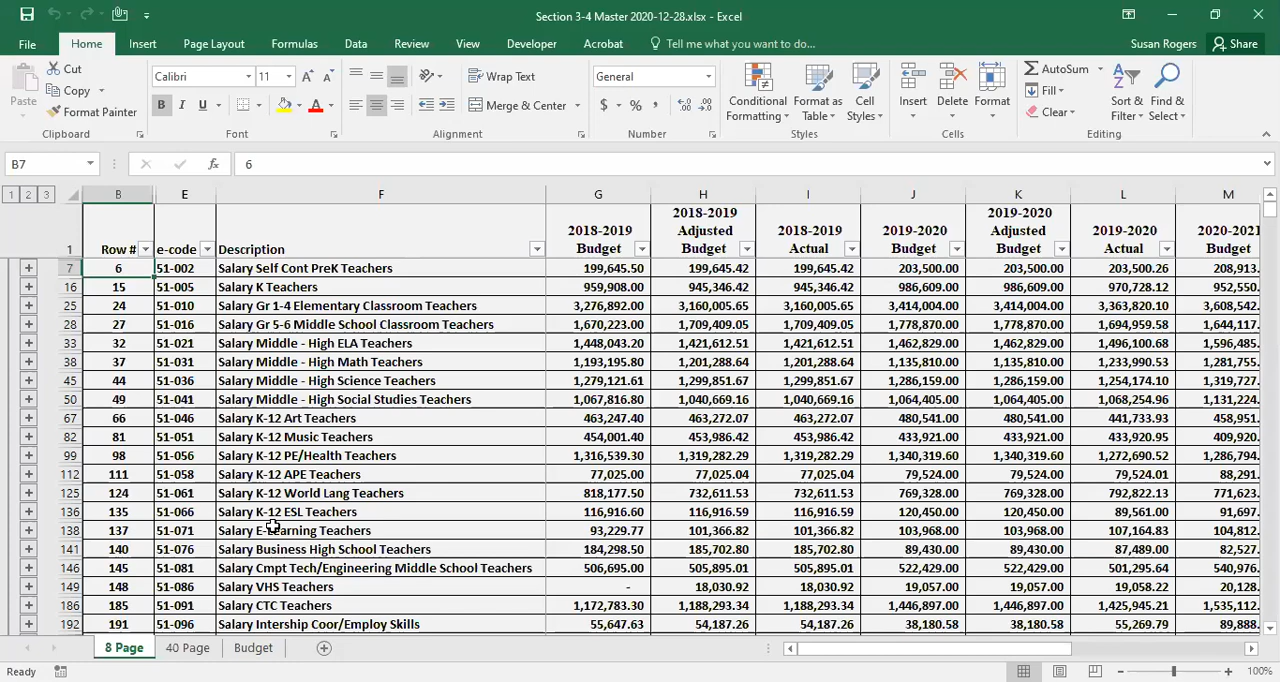 Section 3-4 Master 2020-12-28.xlsx - Excel
File Home Insert Page Layout Formulas Data Review View Developer Acrobat Tell me what you want to do... Susan Rogers Share
Paste Cut Copy Format Painter Clipboard
Calibri 11 B I U A Font
Wrap Text Merge & Center Alignment
General $ % , Number
Conditional Formatting Format as Table Cell Styles Styles
Insert Delete Format Cells
AutoSum Fill Clear Sort & Filter Find & Select Editing
B7 fx 6
1 2 3 B E F G H I J K L M
1 Row # e-code Description 2018-2019 Budget 2018-2019 Adjusted Budget 2018-2019 Actual 2019-2020 Budget 2019-2020 Adjusted Budget 2019-2020 Actual 2020-2021 Budget
7 6 51-002 Salary Self Cont PreK Teachers 199,645.50 199,645.42 199,645.42 203,500.00 203,500.00 203,500.26 208,913.
16 15 51-005 Salary K Teachers 959,908.00 945,346.42 945,346.42 986,609.00 986,609.00 970,728.12 952,550.
25 24 51-010 Salary Gr 1-4 Elementary Classroom Teachers 3,276,892.00 3,160,005.65 3,160,005.65 3,414,004.00 3,414,004.00 3,363,820.10 3,608,542.
28 27 51-016 Salary Gr 5-6 Middle School Classroom Teachers 1,670,223.00 1,709,409.05 1,709,409.05 1,778,870.00 1,778,870.00 1,694,959.58 1,644,117.
33 32 51-021 Salary Middle - High ELA Teachers 1,448,043.20 1,421,612.51 1,421,612.51 1,462,829.00 1,462,829.00 1,496,100.68 1,596,485.
38 37 51-031 Salary Middle - High Math Teachers 1,193,195.80 1,201,288.64 1,201,288.64 1,135,810.00 1,135,810.00 1,233,990.53 1,281,755.
45 44 51-036 Salary Middle - High Science Teachers 1,279,121.61 1,299,851.67 1,299,851.67 1,286,159.00 1,286,159.00 1,254,174.10 1,319,727.
50 49 51-041 Salary Middle - High Social Studies Teachers 1,067,816.80 1,040,669.16 1,040,669.16 1,064,405.00 1,064,405.00 1,068,254.96 1,131,224.
67 66 51-046 Salary K-12 Art Teachers 463,247.40 463,272.07 463,272.07 480,541.00 480,541.00 441,733.93 458,951.
82 81 51-051 Salary K-12 Music Teachers 454,001.40 453,986.42 453,986.42 433,921.00 433,921.00 433,920.95 409,920.
99 98 51-056 Salary K-12 PE/Health Teachers 1,316,539.30 1,319,282.29 1,319,282.29 1,340,319.60 1,340,319.60 1,272,690.52 1,286,794.
112 111 51-058 Salary K-12 APE Teachers 77,025.00 77,025.04 77,025.04 79,524.00 79,524.00 79,524.01 88,291.
125 124 51-061 Salary K-12 World Lang Teachers 818,177.50 732,611.53 732,611.53 769,328.00 769,328.00 792,822.13 771,623.
136 135 51-066 Salary K-12 ESL Teachers 116,916.60 116,916.59 116,916.59 120,450.00 120,450.00 89,561.00 91,697.
138 137 51-071 Salary E-Learning Teachers 93,229.77 101,366.82 101,366.82 103,968.00 103,968.00 107,164.83 104,812.
141 140 51-076 Salary Business High School Teachers 184,298.50 185,702.80 185,702.80 89,430.00 89,430.00 87,489.00 82,527.
146 145 51-081 Salary Cmpt Tech/Engineering Middle School Teachers 506,695.00 505,895.01 505,895.01 522,429.00 522,429.00 501,295.64 540,976.
149 148 51-086 Salary VHS Teachers - 18,030.92 18,030.92 19,057.00 19,057.00 19,058.22 20,128.
186 185 51-091 Salary CTC Teachers 1,172,783.30 1,188,293.34 1,188,293.34 1,446,897.00 1,446,897.00 1,425,945.21 1,535,112.
192 191 51-096 Salary Intership Coor/Employ Skills 55,647.63 54,187.26 54,187.26 38,180.58 38,180.58 55,269.79 89,888.
8 Page 40 Page Budget
Ready 100%